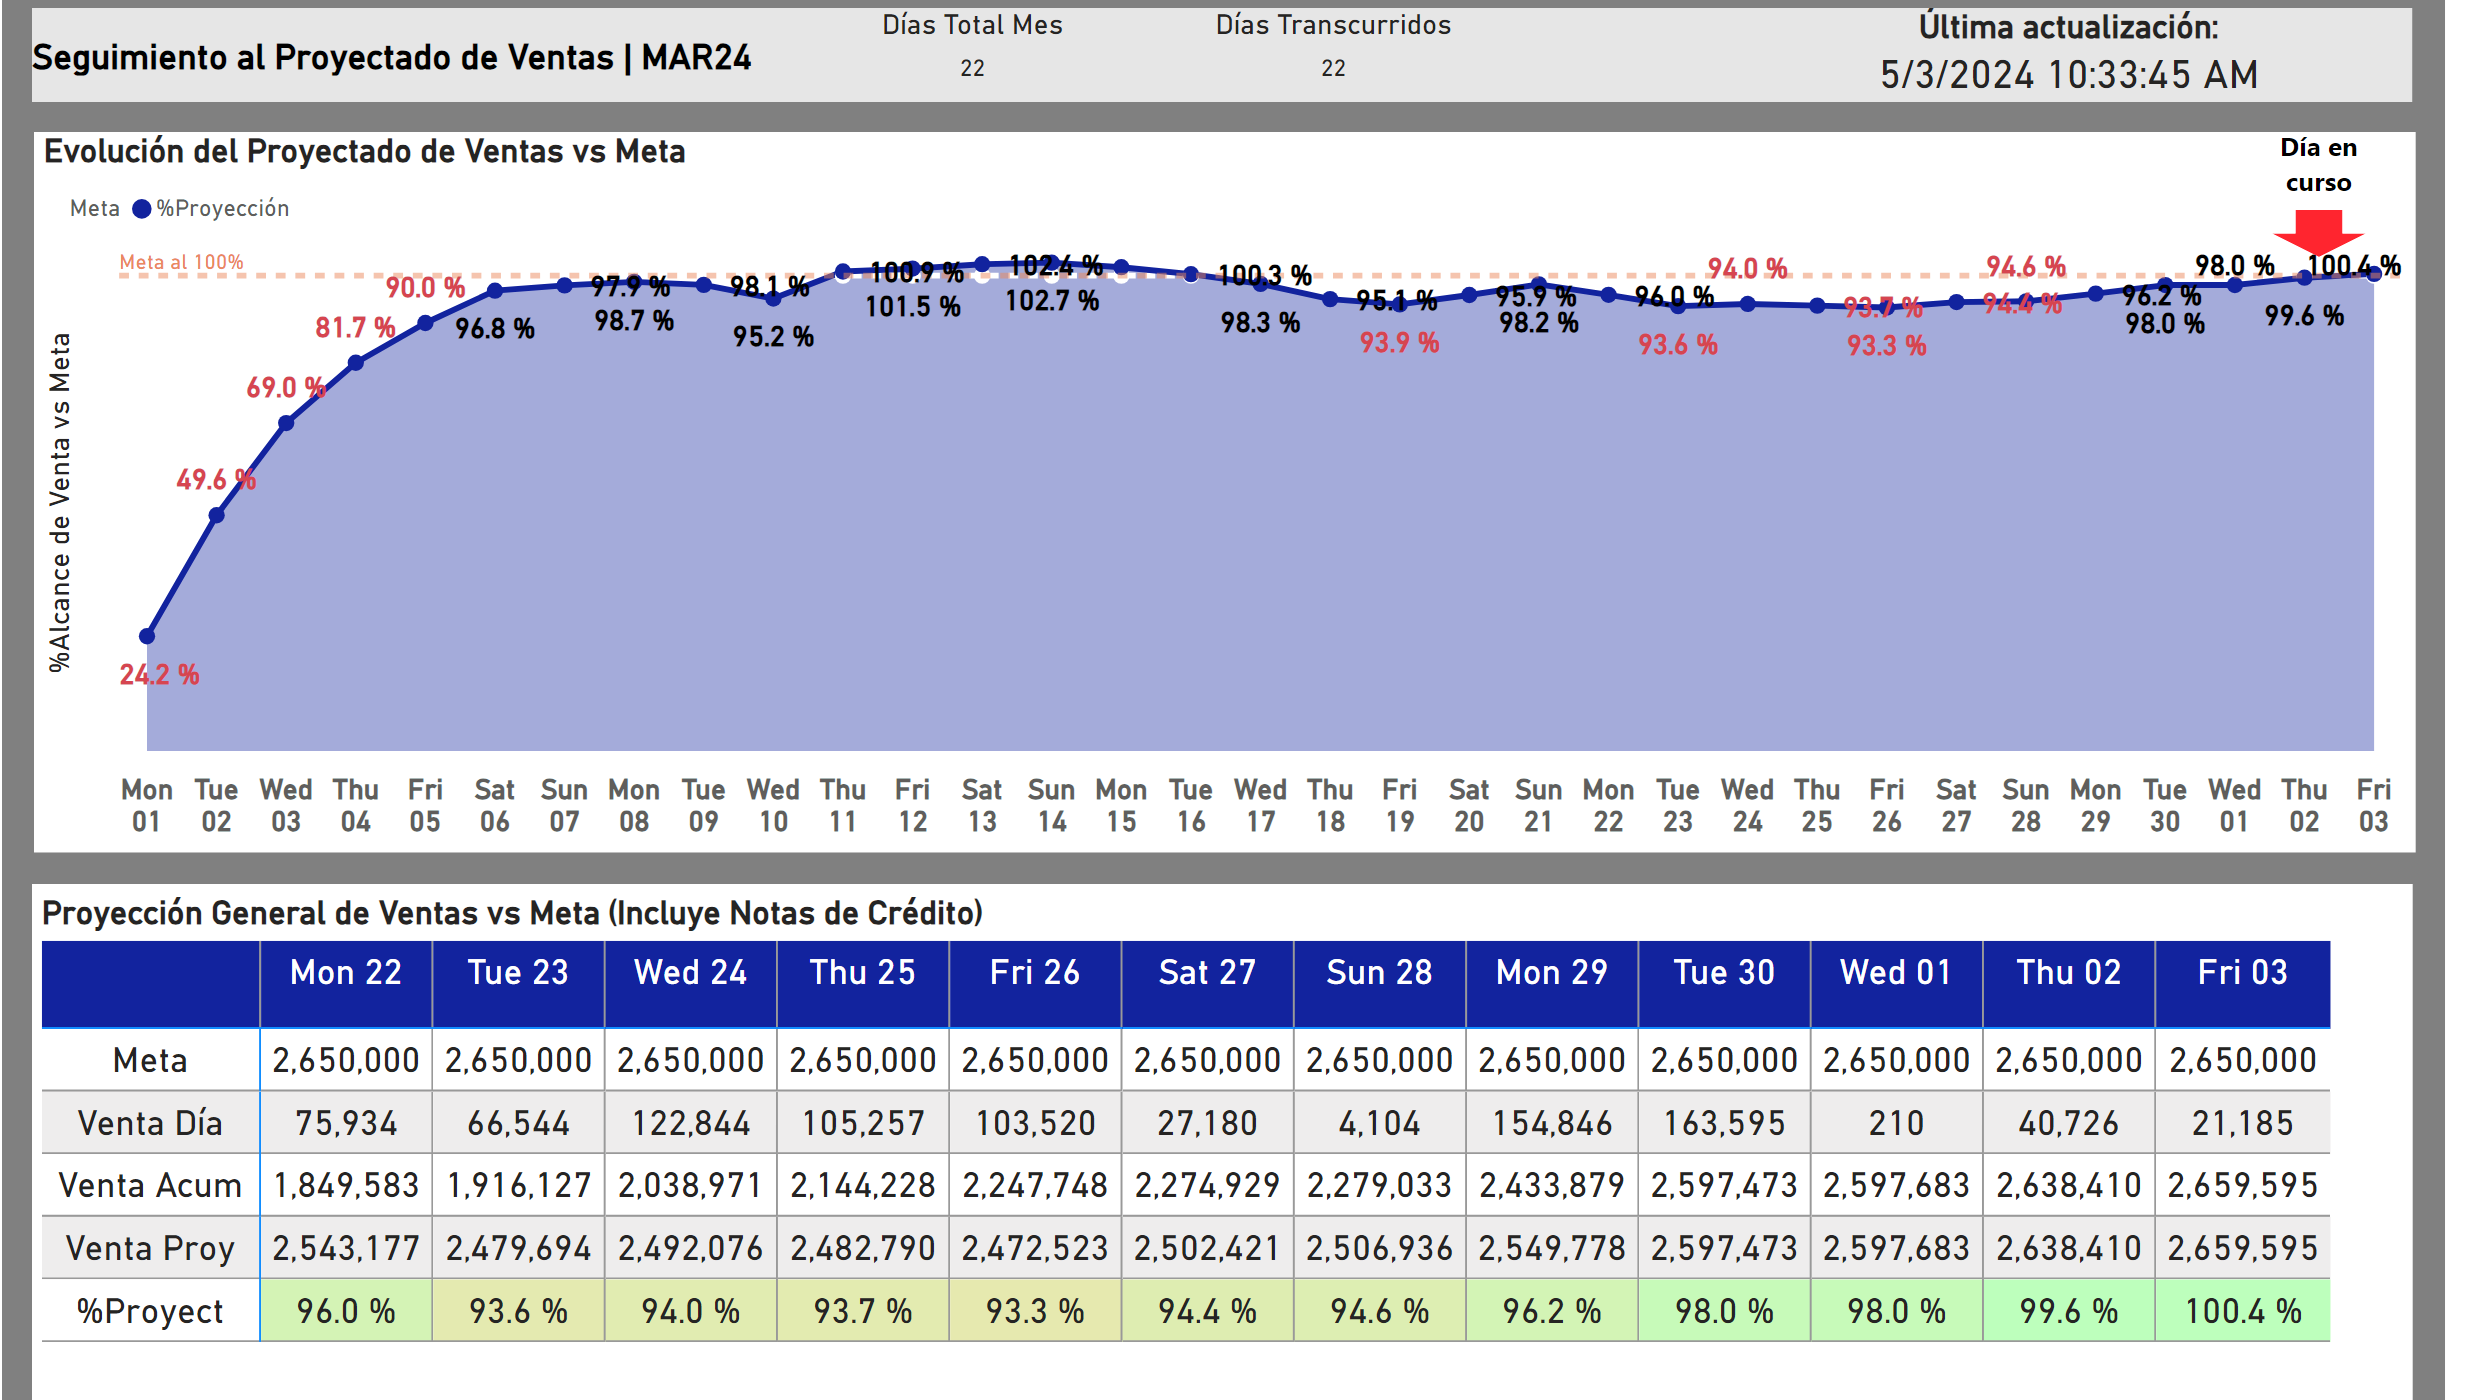 Seguimiento al Proyectado de Ventas | MAR24
Días Total Mes
22
Días Transcurridos
22
Última actualización:
5/3/2024 10:33:45 AM
Evolución del Proyectado de Ventas vs Meta
Día en
curso
Meta %Proyección
Meta al 100%
%Alcance de Venta vs Meta
24.2 %
49.6 %
69.0 %
81.7 %
90.0 %
96.8 %
97.9 %
98.7 %
98.1 %
95.2 %
100.9 %
101.5 %
102.4 %
102.7 %
100.3 %
98.3 %
95.1 %
93.9 %
95.9 %
98.2 %
96.0 %
93.6 %
94.0 %
93.7 %
93.3 %
94.4 %
94.6 %
96.2 %
98.0 %
98.0 %
99.6 %
100.4 %
Mon Tue Wed Thu Fri Sat Sun Mon Tue Wed Thu Fri Sat Sun Mon Tue Wed Thu Fri Sat Sun Mon Tue Wed Thu Fri Sat Sun Mon Tue Wed Thu Fri
01 02 03 04 05 06 07 08 09 10 11 12 13 14 15 16 17 18 19 20 21 22 23 24 25 26 27 28 29 30 01 02 03
Proyección General de Ventas vs Meta (Incluye Notas de Crédito)
Mon 22 Tue 23 Wed 24 Thu 25 Fri 26 Sat 27 Sun 28 Mon 29 Tue 30 Wed 01 Thu 02 Fri 03
Meta 2,650,000 2,650,000 2,650,000 2,650,000 2,650,000 2,650,000 2,650,000 2,650,000 2,650,000 2,650,000 2,650,000 2,650,000
Venta Día 75,934 66,544 122,844 105,257 103,520 27,180 4,104 154,846 163,595 210 40,726 21,185
Venta Acum 1,849,583 1,916,127 2,038,971 2,144,228 2,247,748 2,274,929 2,279,033 2,433,879 2,597,473 2,597,683 2,638,410 2,659,595
Venta Proy 2,543,177 2,479,694 2,492,076 2,482,790 2,472,523 2,502,421 2,506,936 2,549,778 2,597,473 2,597,683 2,638,410 2,659,595
%Proyect 96.0 % 93.6 % 94.0 % 93.7 % 93.3 % 94.4 % 94.6 % 96.2 % 98.0 % 98.0 % 99.6 % 100.4 %